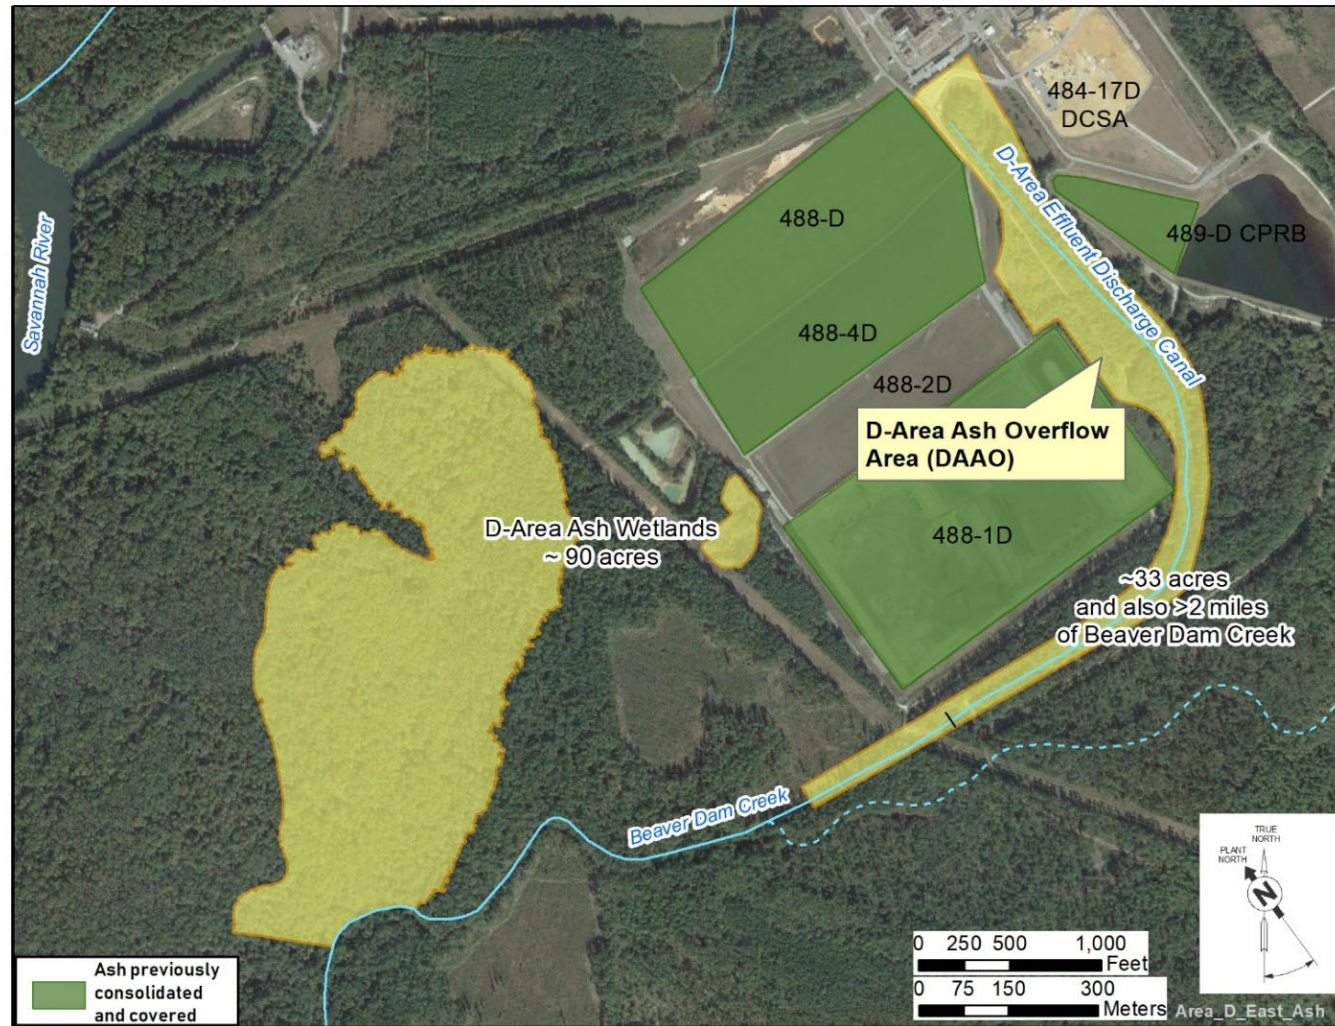 484-17D
DCSA
488-D
D-Area Effluent Discharge Canal
489-D CPRB
Savannah River
488-4D
488-2D
D-Area Ash Overflow
Area (DAAO)
D-Area Ash Wetlands
~ 90 acres
488-1D
~33 acres
and also >2 miles
of Beaver Dam Creek
Beaver Dam Creek
TRUE
NORTH
PLANT
NORTH
N
0 250 500 1,000
Feet
0 75 150 300
Meters
Area_D_East_Ash
Ash previously
consolidated
and covered